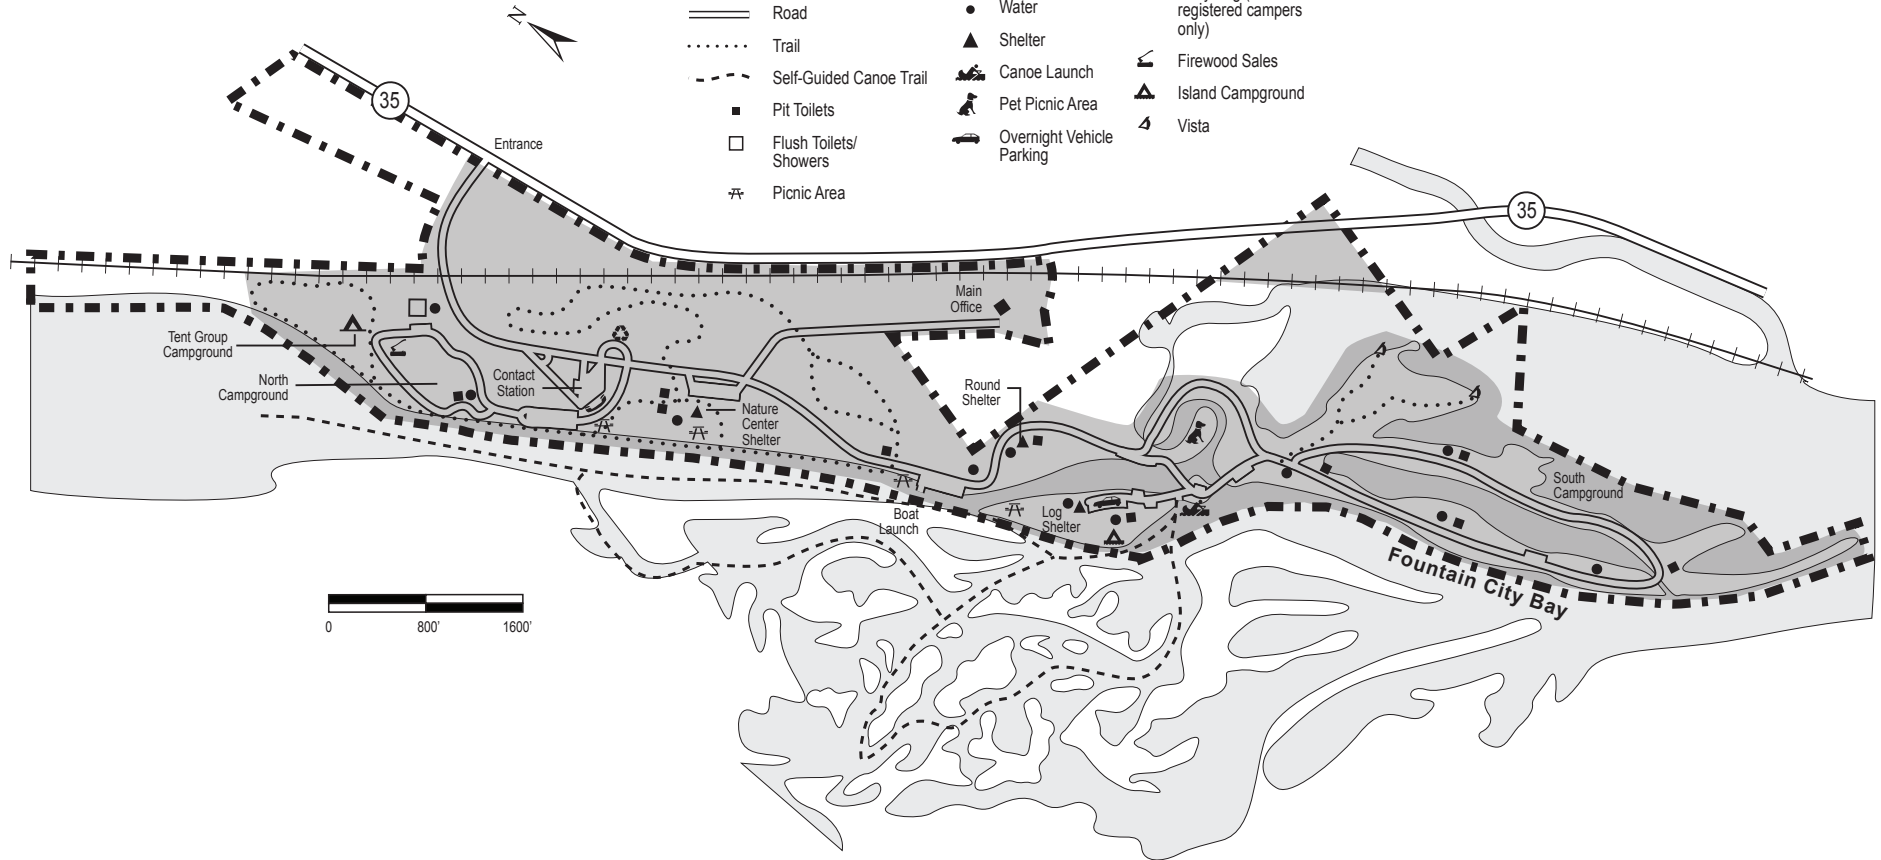 N
Road
Trail
Self-Guided Canoe Trail
Pit Toilets
Flush Toilets/
Showers
Picnic Area
Water
Shelter
Canoe Launch
Pet Picnic Area
Overnight Vehicle
Parking
registered campers
only)
Firewood Sales
Island Campground
Vista
35
Entrance
35
Main
Office
Tent Group
Campground
North
Campground
Contact
Station
Nature
Center
Shelter
Round
Shelter
Boat
Launch
Log
Shelter
South
Campground
Fountain City Bay
0 800' 1600'